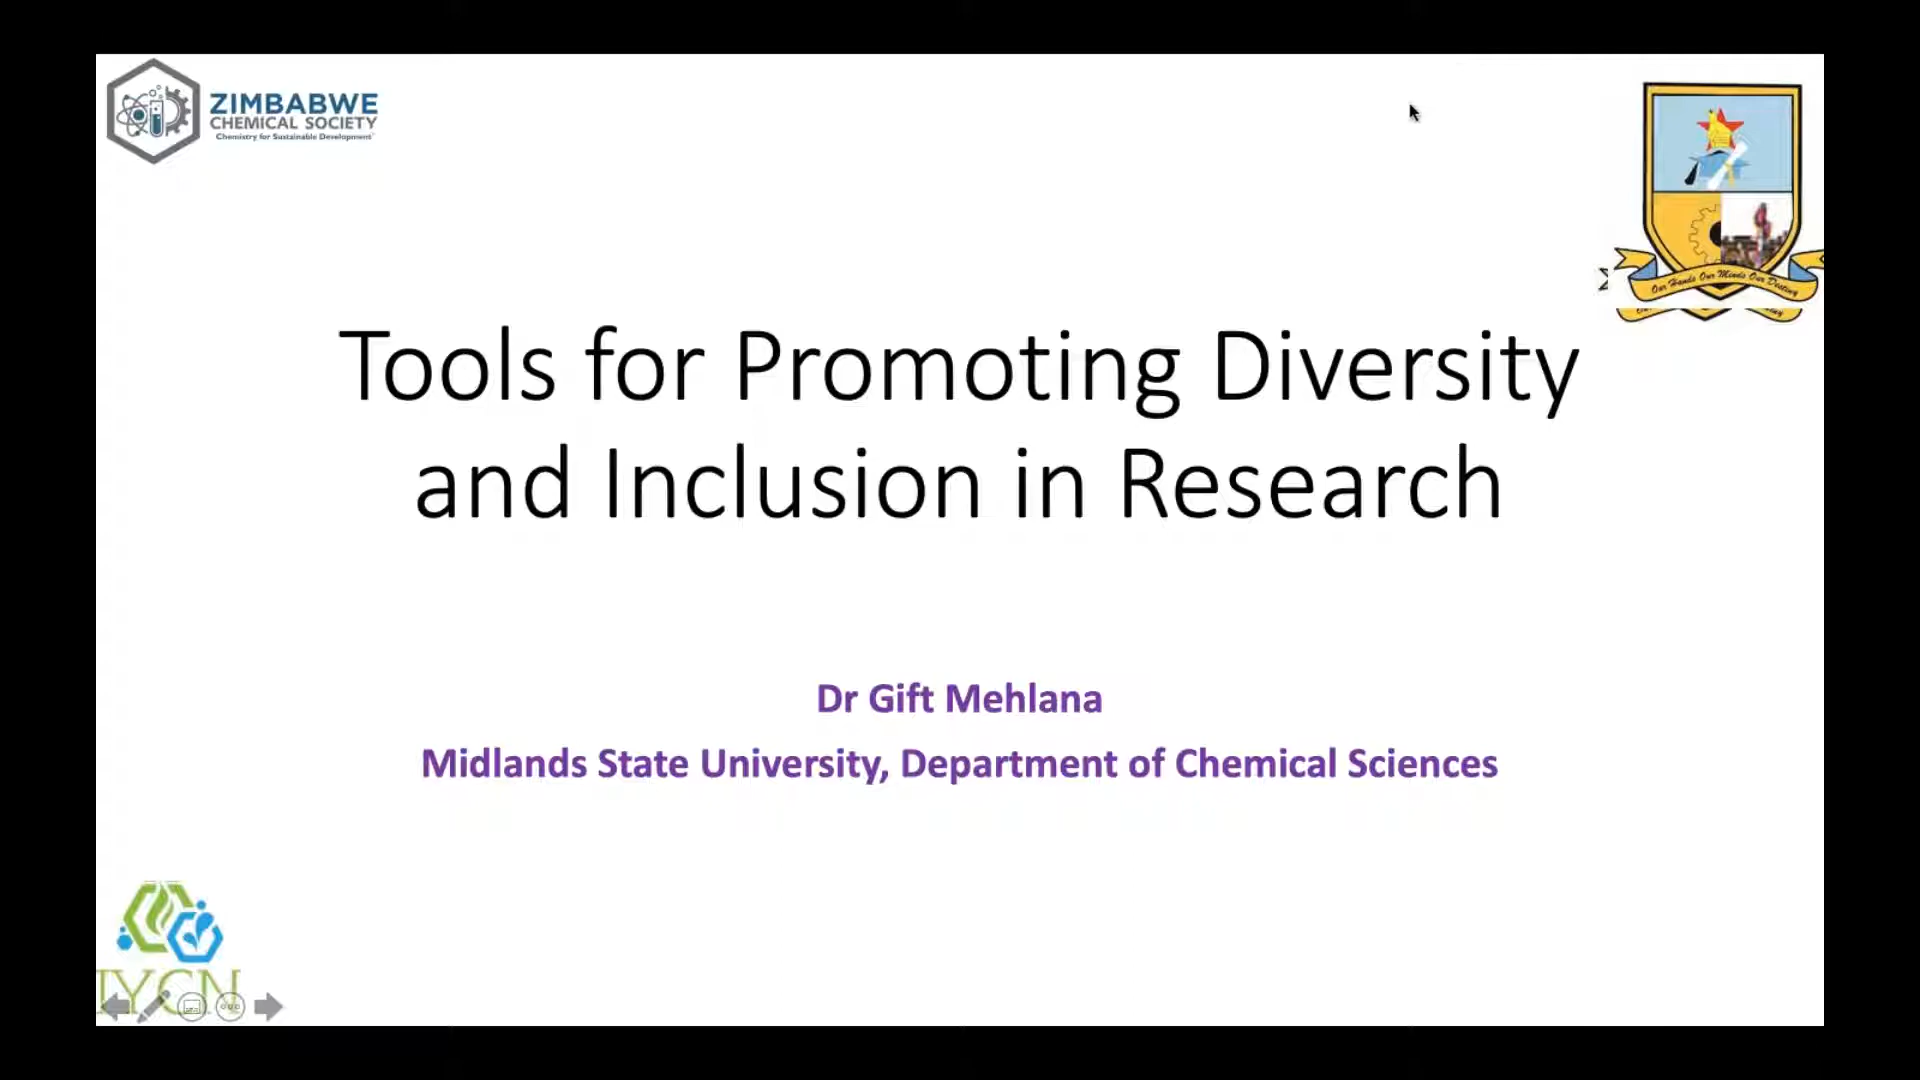 ZIMBABWE
CHEMICAL SOCIETY
Chemistry for Sustainable Development
Our Hands Our Minds Our Destiny
Tools for Promoting Diversity
and Inclusion in Research
Dr Gift Mehlana
Midlands State University, Department of Chemical Sciences
IYCN